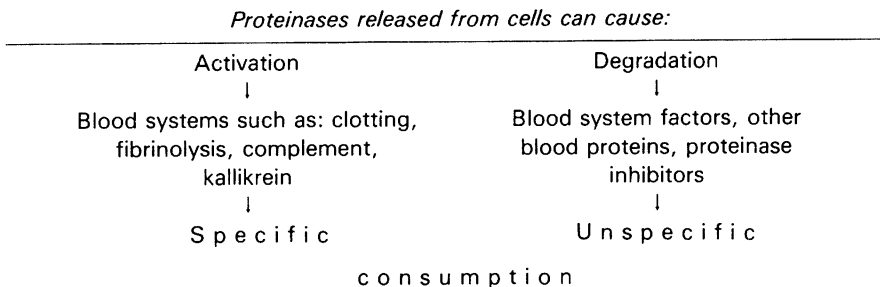 Proteinases released from cells can cause:
Activation
↓
Blood systems such as: clotting,
fibrinolysis, complement,
kallikrein
↓
Specific
Degradation
↓
Blood system factors, other
blood proteins, proteinase
inhibitors
↓
Unspecific
consumption